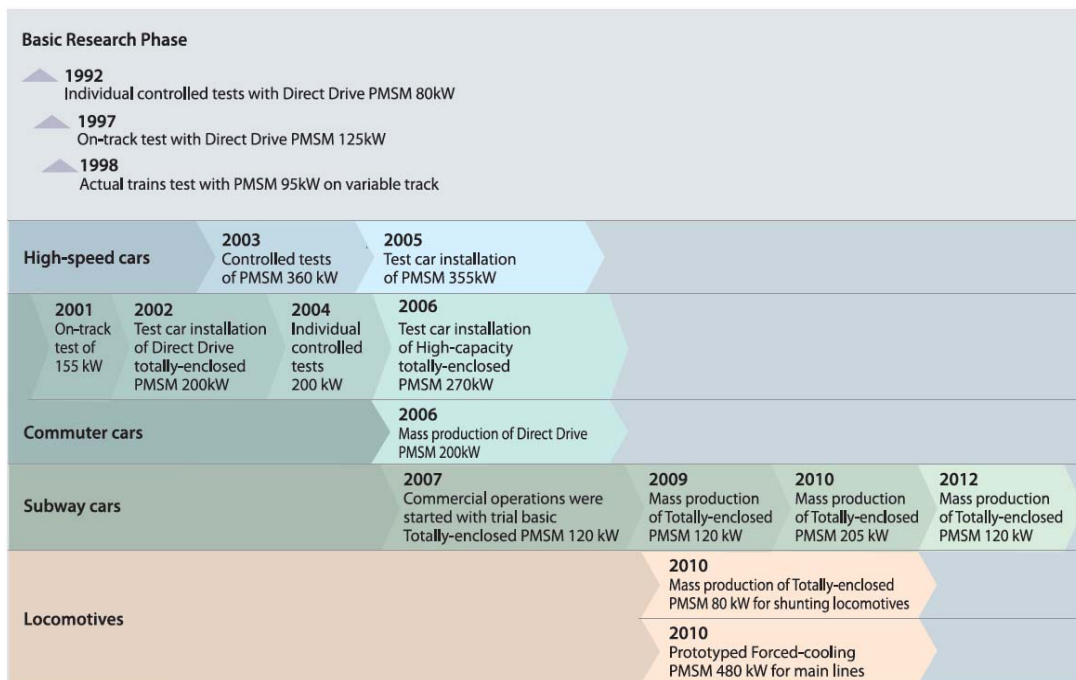 Basic Research Phase
1992
Individual controlled tests with Direct Drive PMSM 80kW
1997
On-track test with Direct Drive PMSM 125kW
1998
Actual trains test with PMSM 95kW on variable track
High-speed cars
2003
Controlled tests
of PMSM 360 kW
2005
Test car installation
of PMSM 355kW
2001
On-track
test of
155 kW
2002
Test car installation
of Direct Drive
totally-enclosed
PMSM 200kW
2004
Individual
controlled
tests
200 kW
2006
Test car installation
of High-capacity
totally-enclosed
PMSM 270kW
Commuter cars
2006
Mass production of Direct Drive
PMSM 200kW
Subway cars
2007
Commercial operations were
started with trial basic
Totally-enclosed PMSM 120 kW
2009
Mass production
of Totally-enclosed
PMSM 120 kW
2010
Mass production
of Totally-enclosed
PMSM 205 kW
2012
Mass production
of Totally-enclosed
PMSM 120 kW
Locomotives
2010
Mass production of Totally-enclosed
PMSM 80 kW for shunting locomotives
2010
Prototyped Forced-cooling
PMSM 480 kW for main lines